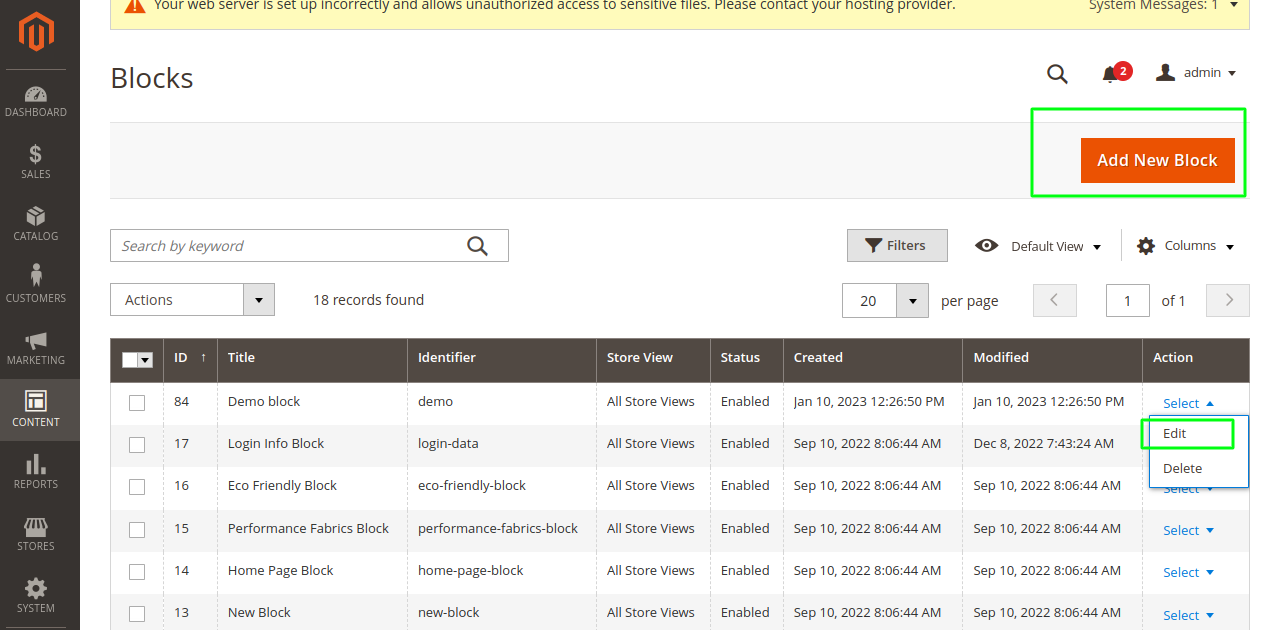 Your web server is set up incorrectly and allows unauthorized access to sensitive files. Please contact your hosting provider. System Messages: 1
Blocks
2
admin
DASHBOARD
SALES
CATALOG
CUSTOMERS
MARKETING
CONTENT
REPORTS
STORES
SYSTEM
Add New Block
Search by keyword
Filters
Default View
Columns
Actions
18 records found
20 per page
1 of 1
ID ↑ Title Identifier Store View Status Created Modified Action
84 Demo block demo All Store Views Enabled Jan 10, 2023 12:26:50 PM Jan 10, 2023 12:26:50 PM Select
Edit
Delete
17 Login Info Block login-data All Store Views Enabled Sep 10, 2022 8:06:44 AM Dec 8, 2022 7:43:24 AM
16 Eco Friendly Block eco-friendly-block All Store Views Enabled Sep 10, 2022 8:06:44 AM Sep 10, 2022 8:06:44 AM Select
15 Performance Fabrics Block performance-fabrics-block All Store Views Enabled Sep 10, 2022 8:06:44 AM Sep 10, 2022 8:06:44 AM Select
14 Home Page Block home-page-block All Store Views Enabled Sep 10, 2022 8:06:44 AM Sep 10, 2022 8:06:44 AM Select
13 New Block new-block All Store Views Enabled Sep 10, 2022 8:06:44 AM Sep 10, 2022 8:06:44 AM Select